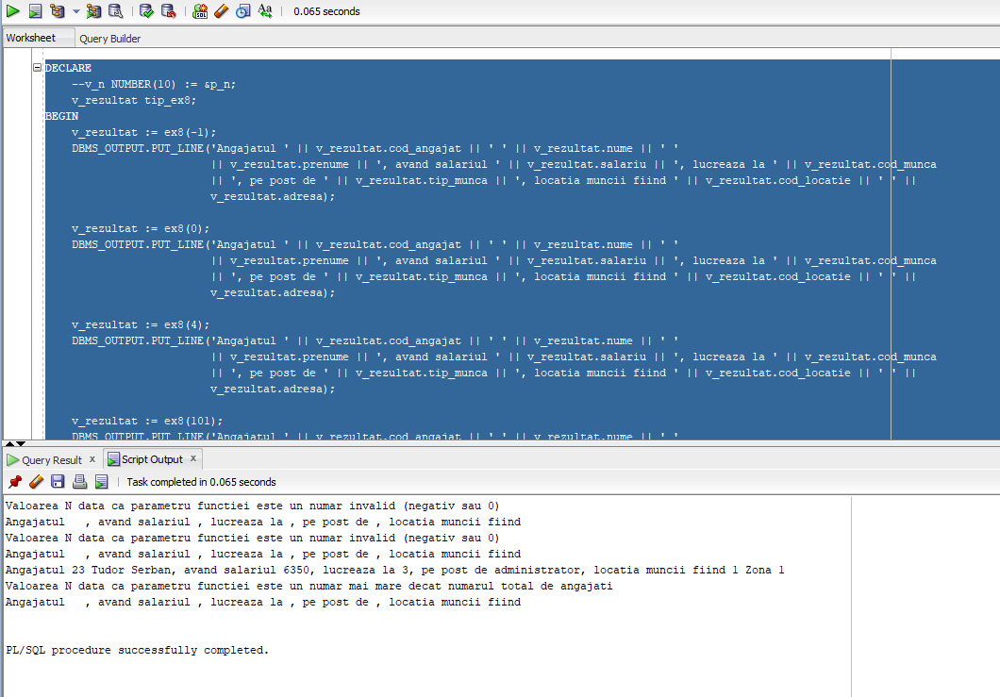 0.065 seconds
Worksheet Query Builder
DECLARE
--v_n NUMBER(10) := &p_n;
v_rezultat tip_ex8;
BEGIN
v_rezultat := ex8(-1);
DBMS_OUTPUT.PUT_LINE('Angajatul ' || v_rezultat.cod_angajat || ' ' || v_rezultat.nume || ' '
|| v_rezultat.prenume || ', avand salariul ' || v_rezultat.salariu || ', lucreaza la ' || v_rezultat.cod_munca
|| ', pe post de ' || v_rezultat.tip_munca || ', locatia muncii fiind ' || v_rezultat.cod_locatie || ' ' ||
v_rezultat.adresa);
v_rezultat := ex8(0);
DBMS_OUTPUT.PUT_LINE('Angajatul ' || v_rezultat.cod_angajat || ' ' || v_rezultat.nume || ' '
|| v_rezultat.prenume || ', avand salariul ' || v_rezultat.salariu || ', lucreaza la ' || v_rezultat.cod_munca
|| ', pe post de ' || v_rezultat.tip_munca || ', locatia muncii fiind ' || v_rezultat.cod_locatie || ' ' ||
v_rezultat.adresa);
v_rezultat := ex8(4);
DBMS_OUTPUT.PUT_LINE('Angajatul ' || v_rezultat.cod_angajat || ' ' || v_rezultat.nume || ' '
|| v_rezultat.prenume || ', avand salariul ' || v_rezultat.salariu || ', lucreaza la ' || v_rezultat.cod_munca
|| ', pe post de ' || v_rezultat.tip_munca || ', locatia muncii fiind ' || v_rezultat.cod_locatie || ' ' ||
v_rezultat.adresa);
v_rezultat := ex8(101);
DBMS_OUTPUT.PUT_LINE('Angajatul ' || v_rezultat.cod_angajat || ' ' || v_rezultat.nume || ' '
Query Result x Script Output x
Task completed in 0.065 seconds
Valoarea N data ca parametru functiei este un numar invalid (negativ sau 0)
Angajatul   , avand salariul , lucreaza la , pe post de , locatia muncii fiind
Valoarea N data ca parametru functiei este un numar invalid (negativ sau 0)
Angajatul   , avand salariul , lucreaza la , pe post de , locatia muncii fiind
Angajatul 23 Tudor Serban, avand salariul 6350, lucreaza la 3, pe post de administrator, locatia muncii fiind 1 Zona 1
Valoarea N data ca parametru functiei este un numar mai mare decat numarul total de angajati
Angajatul   , avand salariul , lucreaza la , pe post de , locatia muncii fiind
PL/SQL procedure successfully completed.